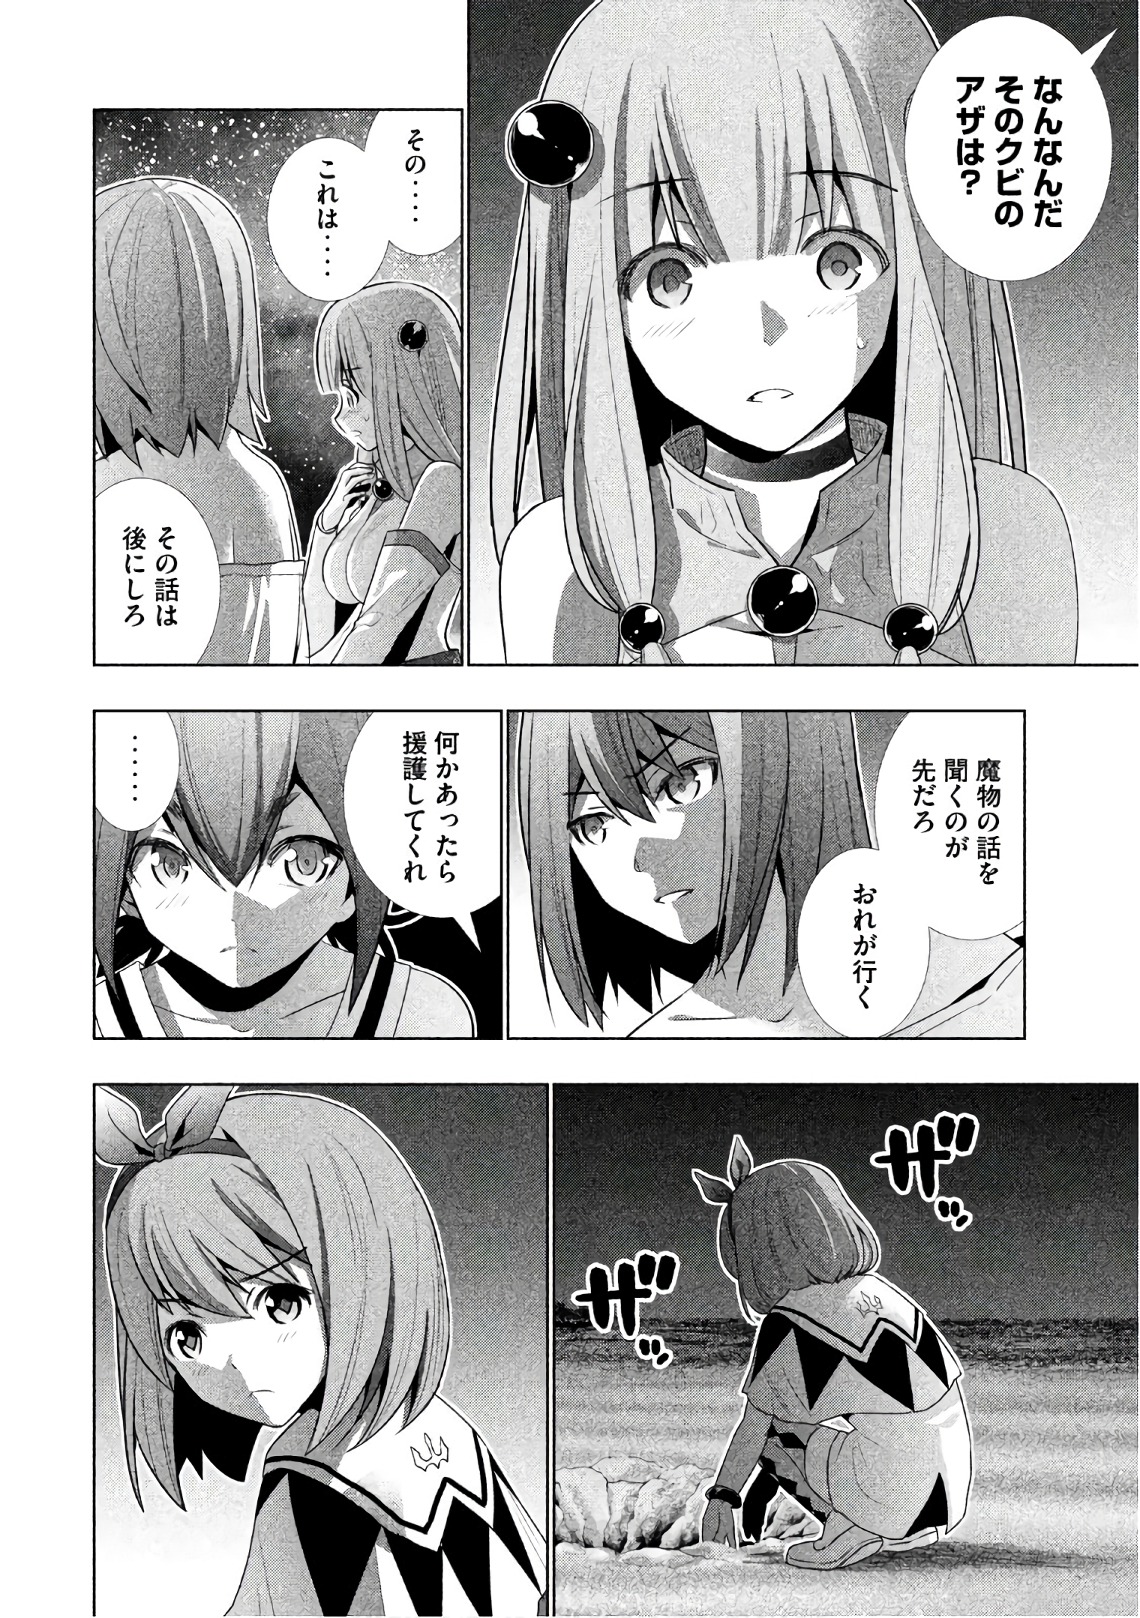 なんなんだ
そのクビの
アザは?
その‥‥
これは‥‥
その話は
後にしろ
魔物の話を
聞くのが
先だろ
おれが行く
何かあったら
援護してくれ
‥‥‥
ザッ
ザッ